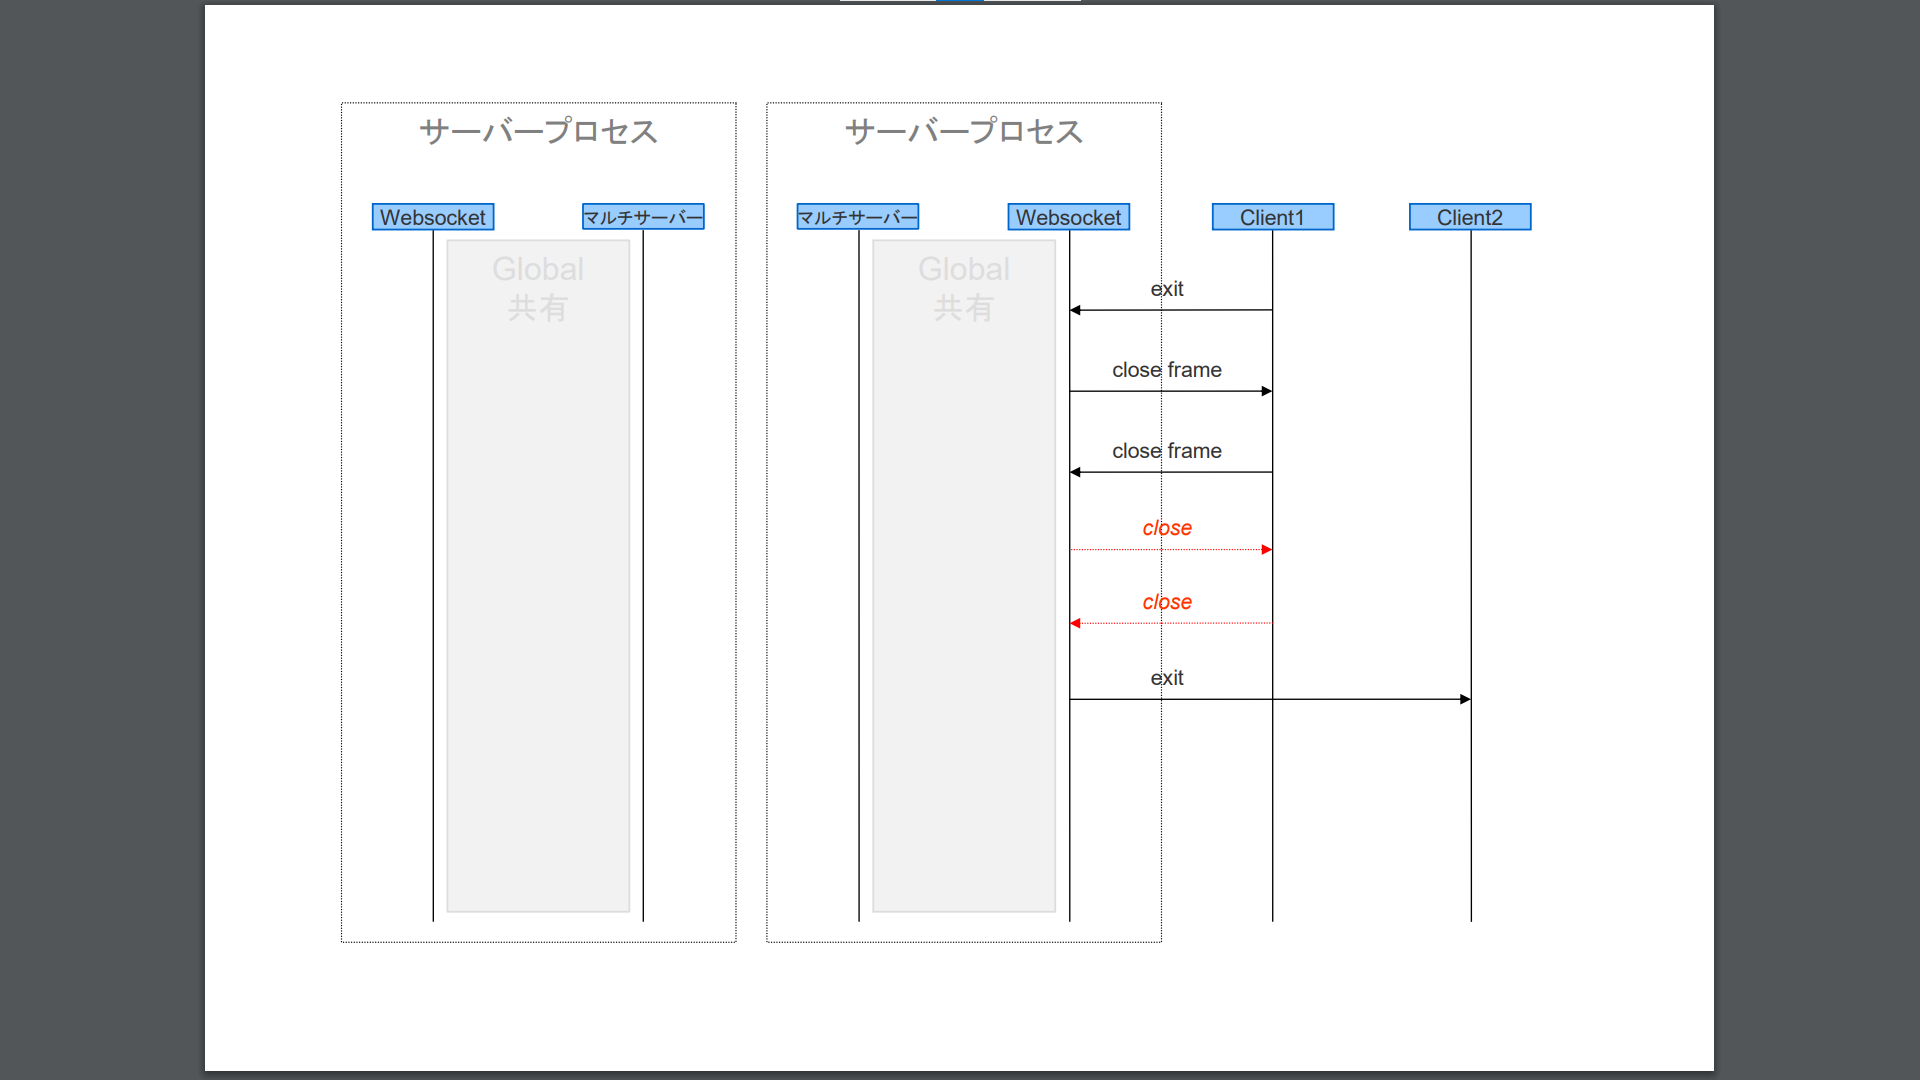 サーバープロセス
サーバープロセス
Websocket
マルチサーバー
マルチサーバー
Websocket
Client1
Client2
Global
共有
Global
共有
exit
close frame
close frame
close
close
exit